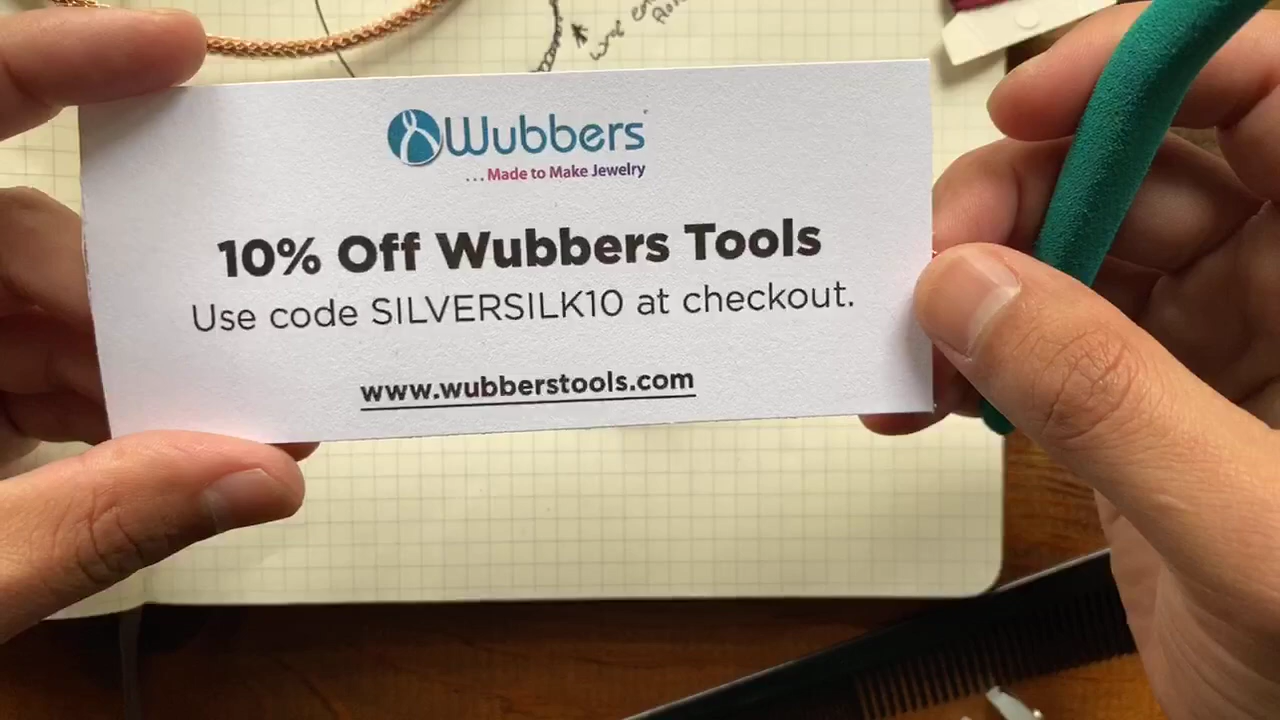 Wubbers
...Made to Make Jewelry
10% Off Wubbers Tools
Use code SILVERSILK10 at checkout.
www.wubberstools.com